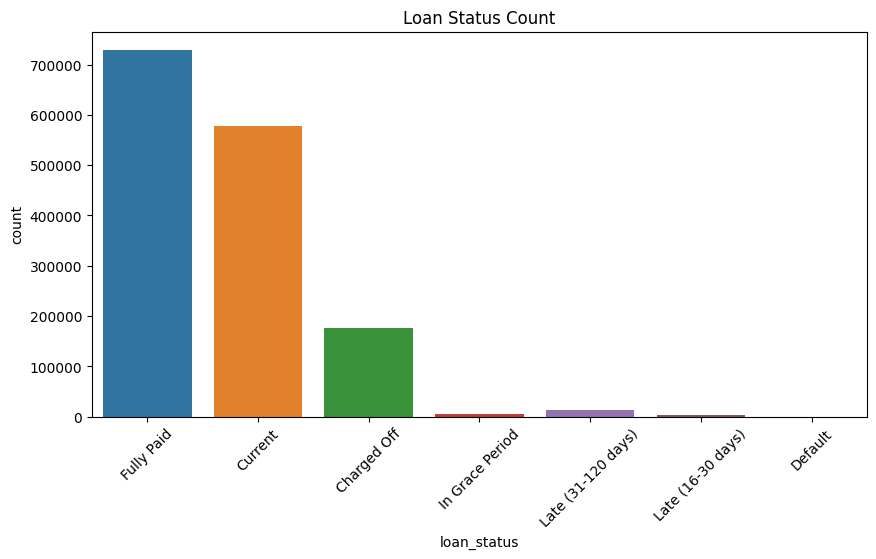 Loan Status Count
count
700000
600000
500000
400000
300000
200000
100000
0
Fully Paid
Current
Charged Off
In Grace Period
Late (31-120 days)
Late (16-30 days)
Default
loan_status